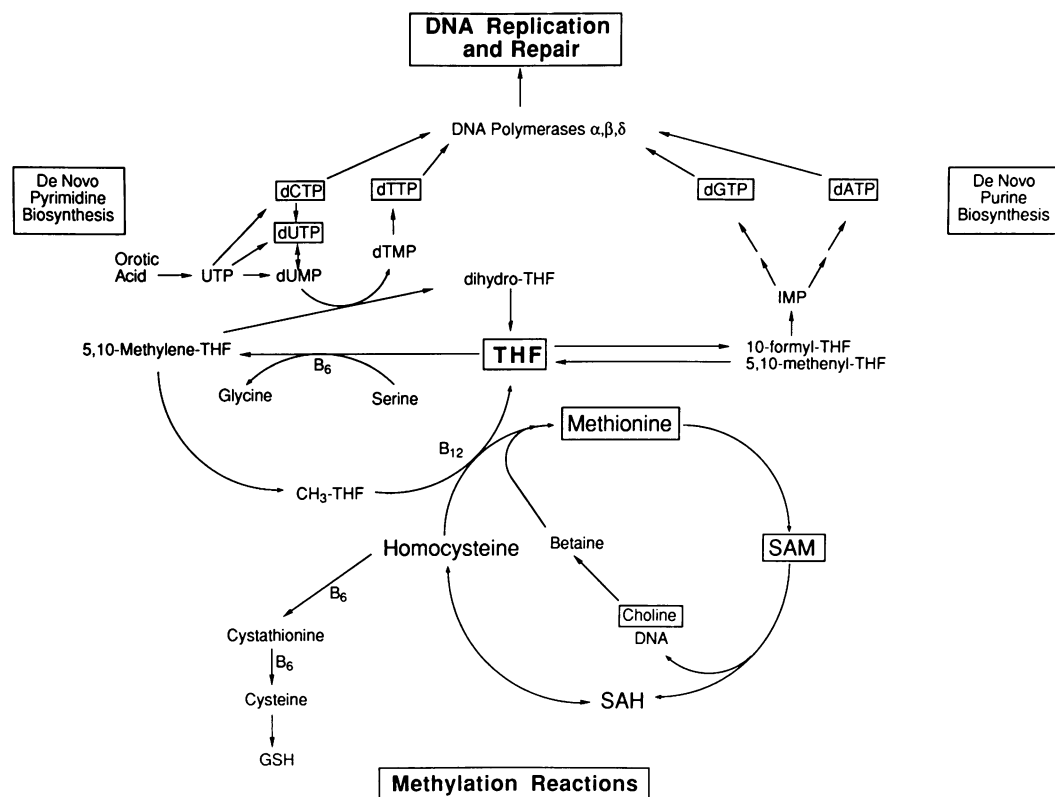 DNA Replication
and Repair
DNA Polymerases α,β,δ
De Novo
Pyrimidine
Biosynthesis
dCTP
dTTP
dGTP
dATP
De Novo
Purine
Biosynthesis
dUTP
dTMP
Orotic
Acid
UTP
dUMP
dihydro-THF
IMP
5,10-Methylene-THF
THF
10-formyl-THF
5,10-methenyl-THF
B6
Glycine
Serine
Methionine
B12
CH3-THF
Homocysteine
Betaine
SAM
B6
Choline
DNA
Cystathionine
B6
Cysteine
SAH
GSH
Methylation Reactions